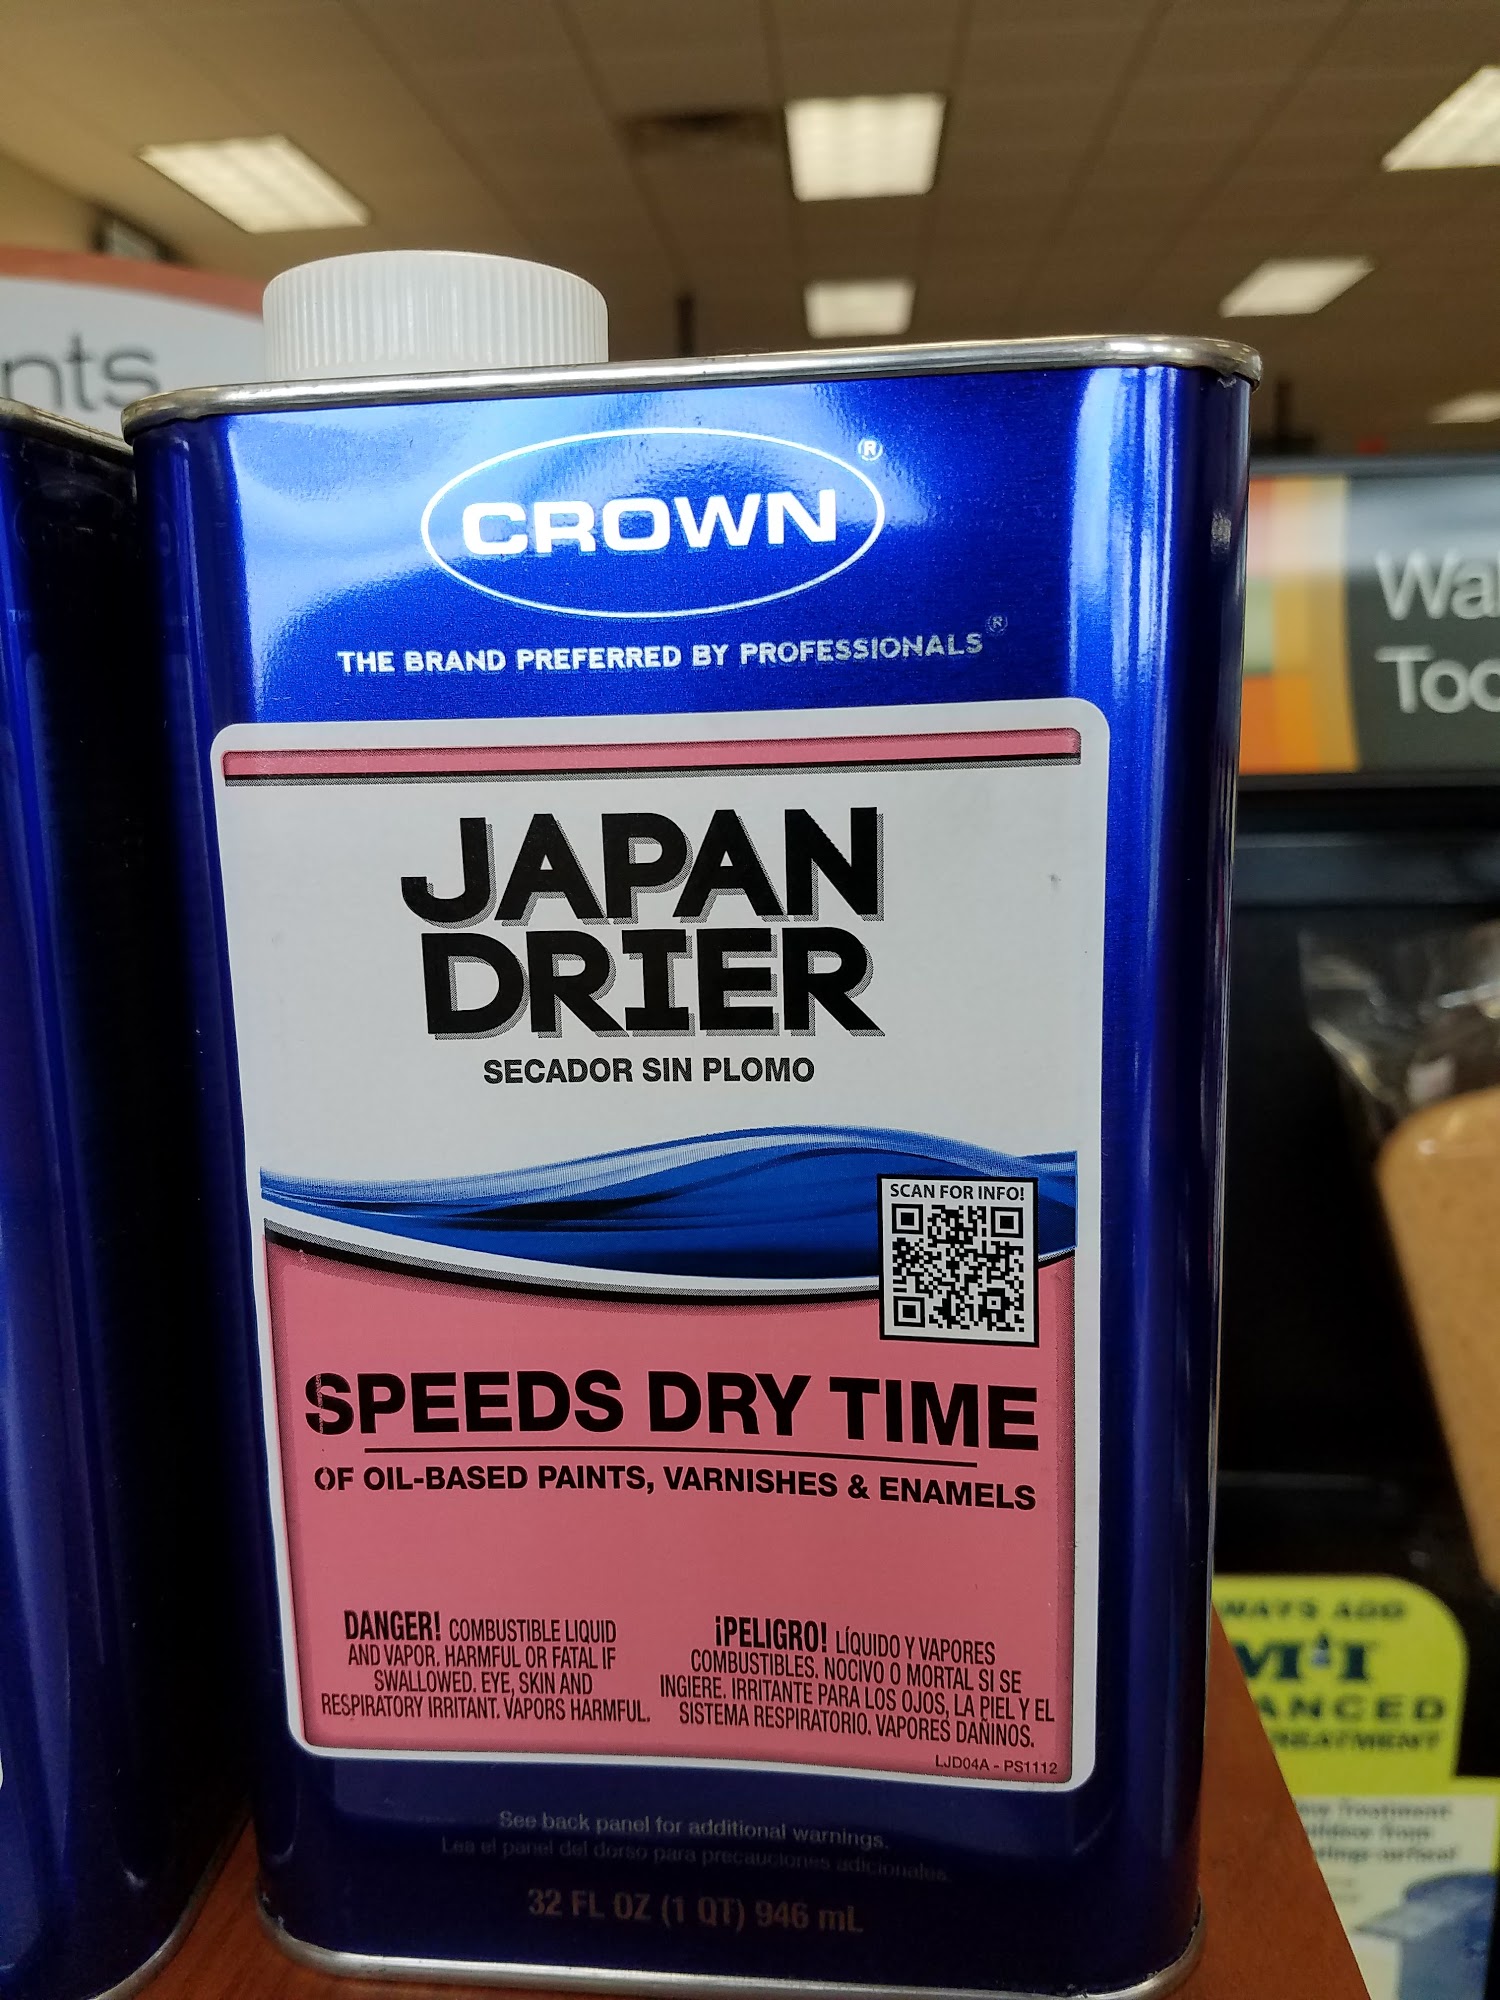 nts
CROWN®
THE BRAND PREFERRED BY PROFESSIONALS®
JAPAN
DRIER
SECADOR SIN PLOMO
SCAN FOR INFO!
SPEEDS DRY TIME
OF OIL-BASED PAINTS, VARNISHES & ENAMELS
DANGER! COMBUSTIBLE LIQUID
AND VAPOR. HARMFUL OR FATAL IF
SWALLOWED. EYE, SKIN AND
RESPIRATORY IRRITANT. VAPORS HARMFUL.
¡PELIGRO! LÍQUIDO Y VAPORES
COMBUSTIBLES. NOCIVO O MORTAL SI SE
INGIERE. IRRITANTE PARA LOS OJOS, LA PIEL Y EL
SISTEMA RESPIRATORIO. VAPORES DAÑINOS.
LJD04A - PS1112
See back panel for additional warnings.
Lea el panel del dorso para precauciones adicionales.
32 FL OZ (1 QT) 946 mL
Wa
Too
WAYS ADD
M·I
ANCED
REATMENT